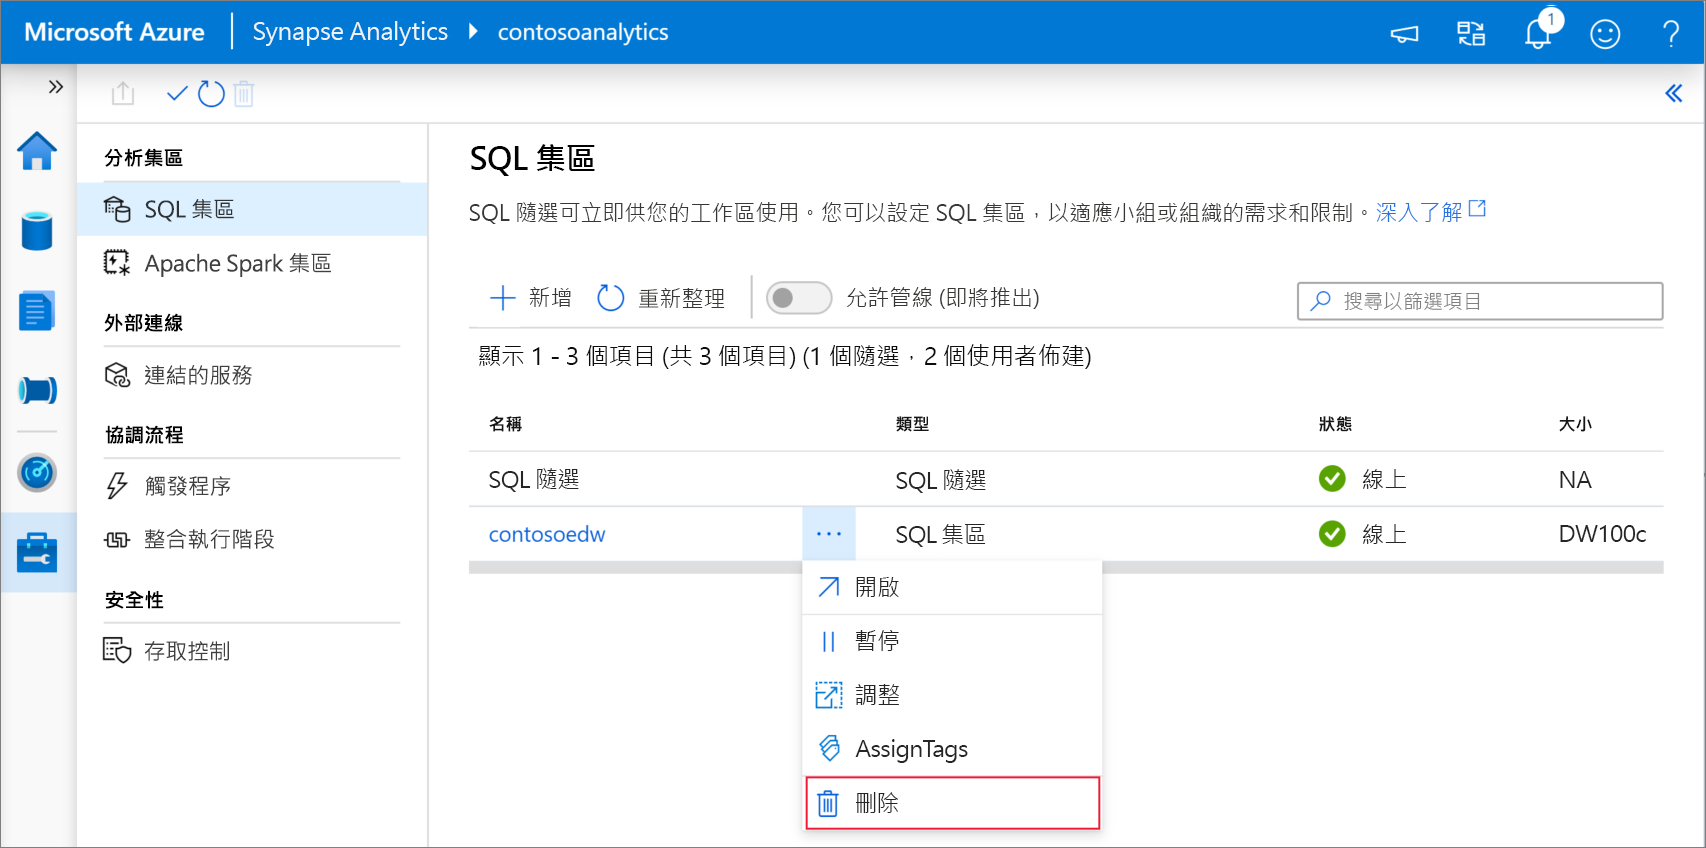 Microsoft Azure
Synapse Analytics
contosoanalytics
1
分析集區
SQL 集區
Apache Spark 集區
外部連線
連結的服務
協調流程
觸發程序
整合執行階段
安全性
存取控制
SQL 集區
SQL 隨選可立即供您的工作區使用。您可以設定 SQL 集區，以適應小組或組織的需求和限制。深入了解
新增
重新整理
允許管線 (即將推出)
搜尋以篩選項目
顯示 1 - 3 個項目 (共 3 個項目) (1 個隨選，2 個使用者佈建)
名稱 類型 狀態 大小
SQL 隨選 SQL 隨選 線上 NA
contosoedw ... SQL 集區 線上 DW100c
開啟
暫停
調整
AssignTags
刪除